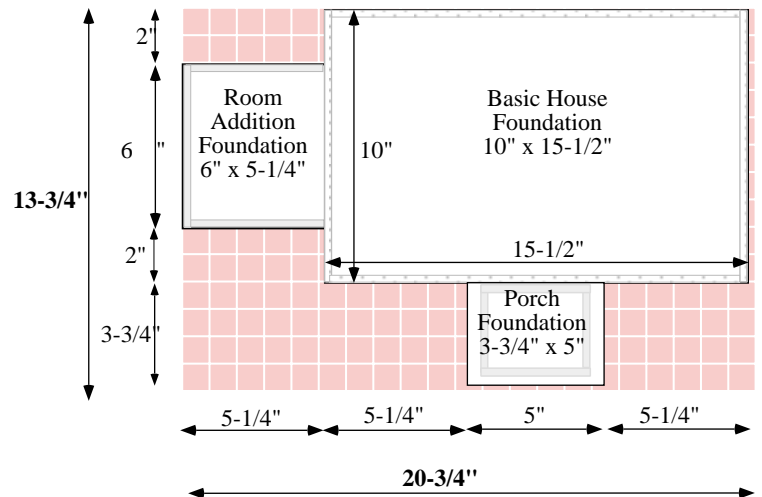 2"
Room
Addition
Foundation
6" x 5-1/4"
Basic House
Foundation
10" x 15-1/2"
6 "
10"
13-3/4"
2"
15-1/2"
Porch
Foundation
3-3/4" x 5"
3-3/4"
5-1/4" 5-1/4" 5" 5-1/4"
20-3/4"